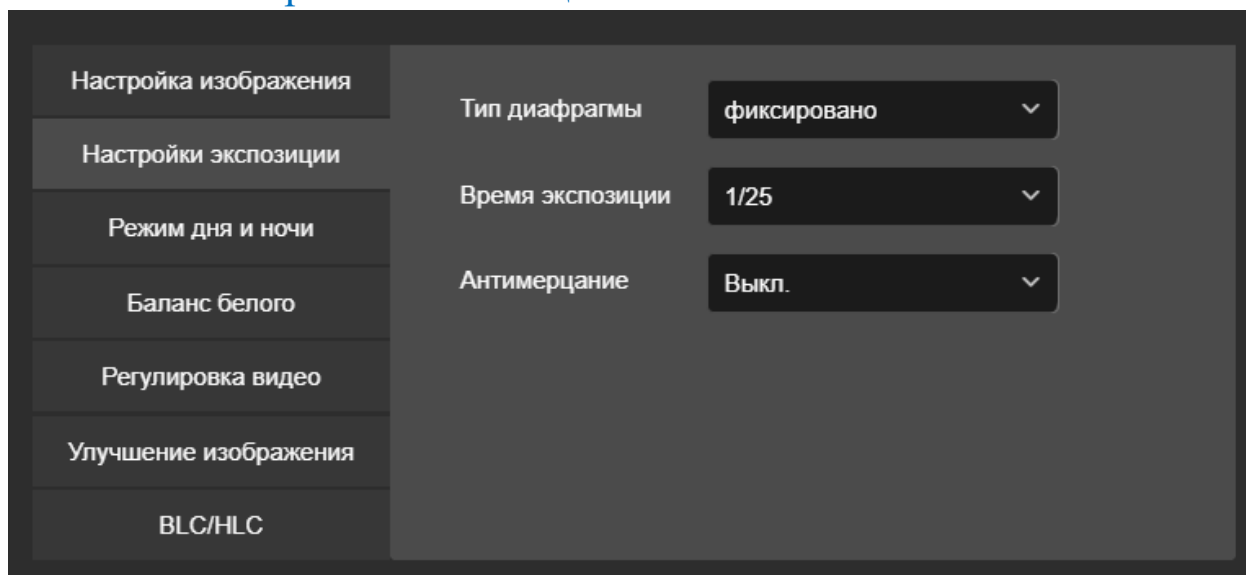 Настройка изображения
Настройки экспозиции
Режим дня и ночи
Баланс белого
Регулировка видео
Улучшение изображения
BLC/HLC
Тип диафрагмы фиксировано
Время экспозиции 1/25
Антимерцание Выкл.